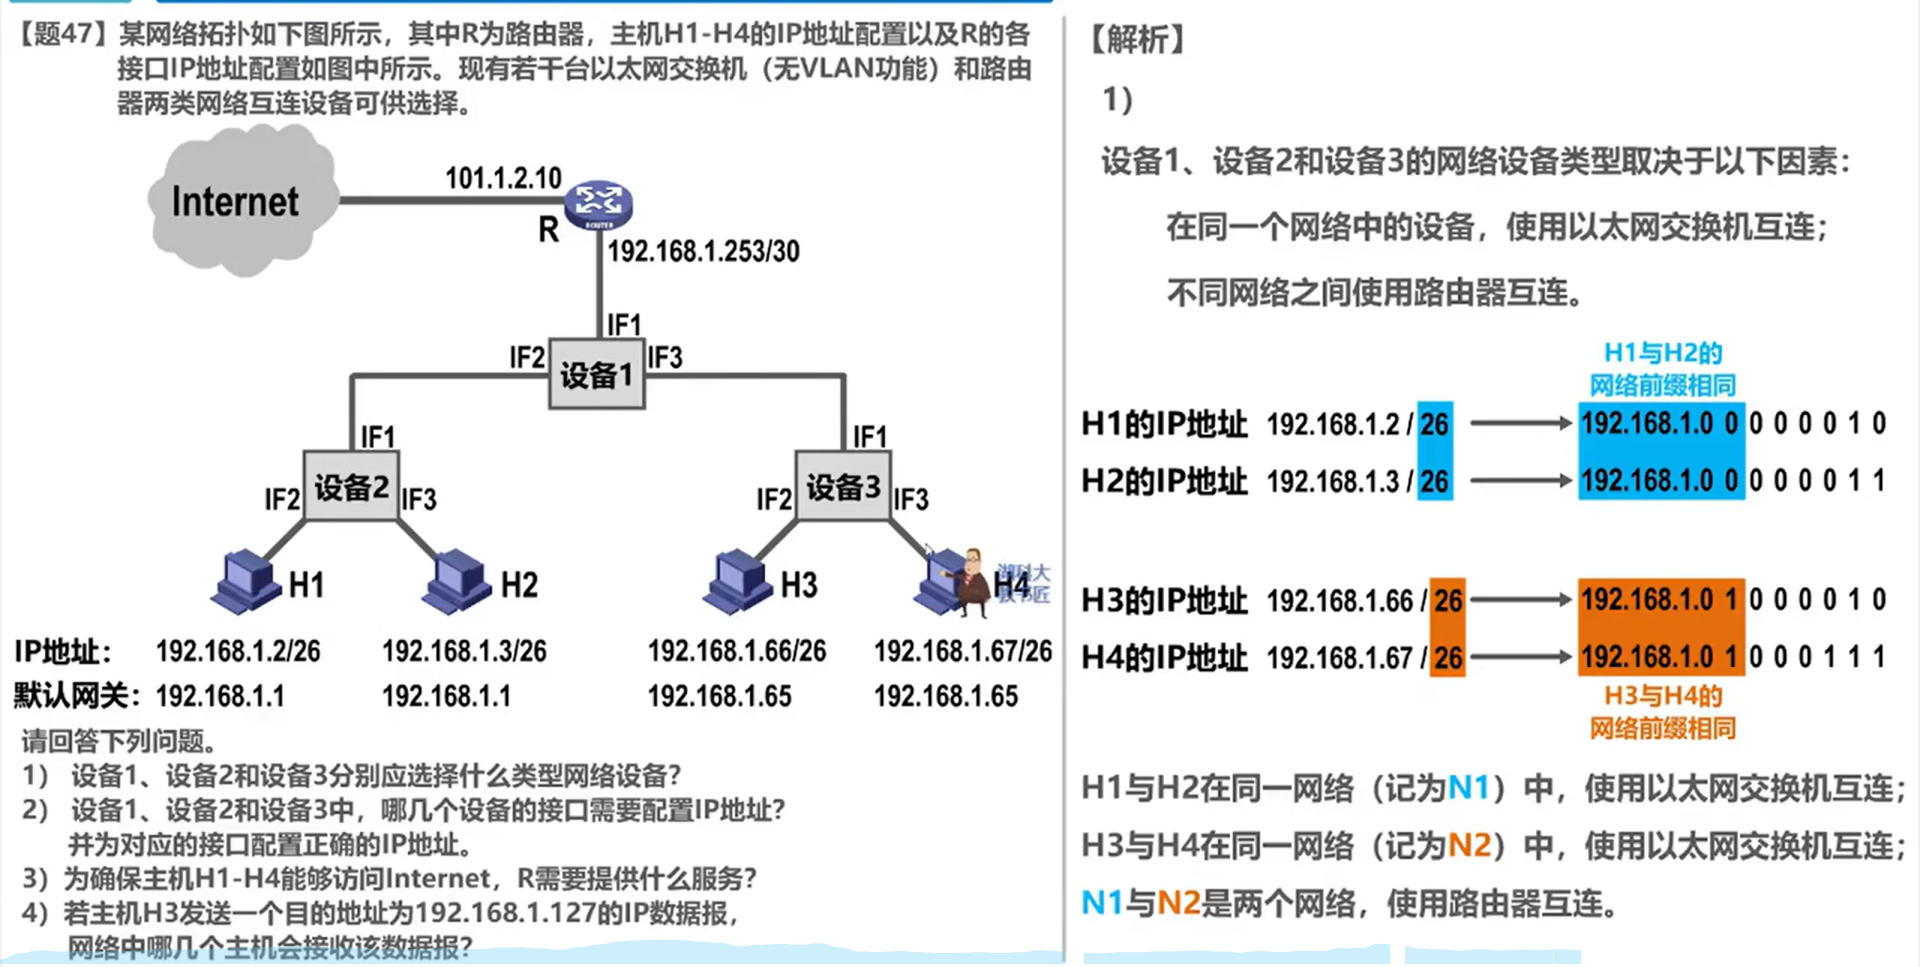 【题47】某网络拓扑如下图所示，其中R为路由器，主机H1-H4的IP地址配置以及R的各
接口IP地址配置如图中所示。现有若干台以太网交换机（无VLAN功能）和路由
器两类网络互连设备可供选择。
Internet
101.1.2.10
R
ROUTER
192.168.1.253/30
IF1
IF2
设备1
IF3
IF1
IF2
设备2
IF3
IF1
IF2
设备3
IF3
H1
H2
H3
H4
湖科大
教书匠
IP地址： 192.168.1.2/26 192.168.1.3/26 192.168.1.66/26 192.168.1.67/26
默认网关：192.168.1.1 192.168.1.1 192.168.1.65 192.168.1.65
请回答下列问题。
1） 设备1、设备2和设备3分别应选择什么类型网络设备？
2） 设备1、设备2和设备3中，哪几个设备的接口需要配置IP地址？
并为对应的接口配置正确的IP地址。
3）为确保主机H1-H4能够访问Internet，R需要提供什么服务？
4）若主机H3发送一个目的地址为192.168.1.127的IP数据报，
网络中哪几个主机会接收该数据报？
【解析】
1）
设备1、设备2和设备3的网络设备类型取决于以下因素：
在同一个网络中的设备，使用以太网交换机互连；
不同网络之间使用路由器互连。
H1与H2的
网络前缀相同
H1的IP地址 192.168.1.2 / 26 192.168.1.0 0 0 0 0 0 1 0
H2的IP地址 192.168.1.3 / 26 192.168.1.0 0 0 0 0 0 1 1
H3的IP地址 192.168.1.66 / 26 192.168.1.0 1 0 0 0 0 1 0
H4的IP地址 192.168.1.67 / 26 192.168.1.0 1 0 0 0 1 1 1
H3与H4的
网络前缀相同
H1与H2在同一网络（记为N1）中，使用以太网交换机互连；
H3与H4在同一网络（记为N2）中，使用以太网交换机互连；
N1与N2是两个网络，使用路由器互连。